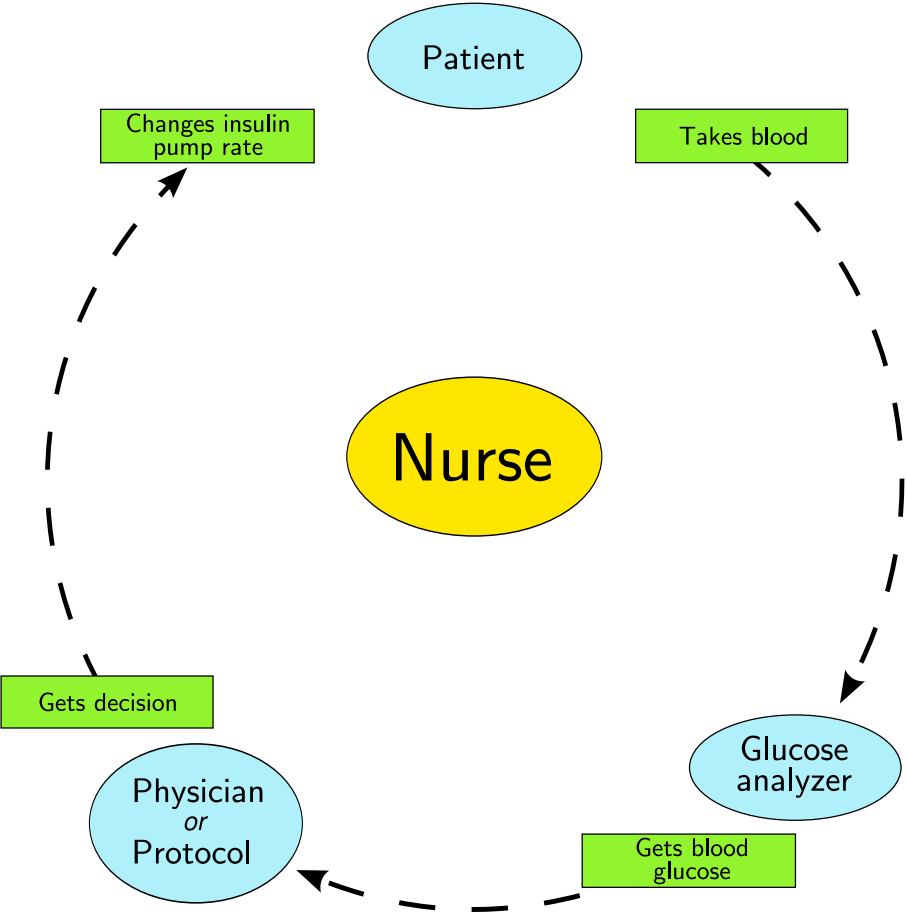 Patient
Changes insulin
pump rate
Takes blood
Nurse
Gets decision
Glucose
analyzer
Physician
or
Protocol
Gets blood
glucose